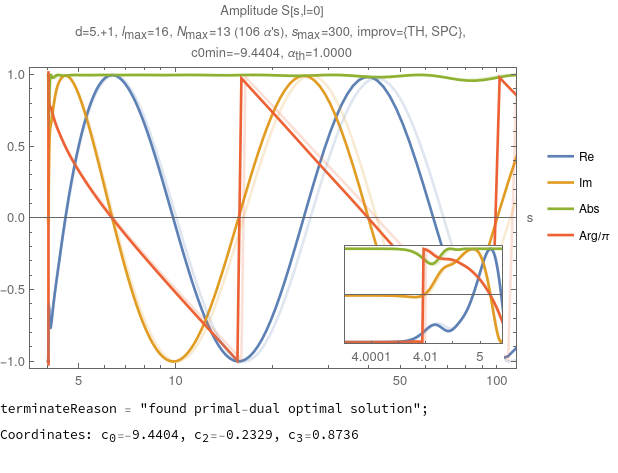 Amplitude S[s,l=0]
d=5.+1, lmax=16, Nmax=13 (106 α's), smax=300, improv={TH, SPC},
c0min=-9.4404, αth=1.0000
1.0
0.5
0.0
-0.5
-1.0
s
Re
Im
Abs
Arg/π
4.0001 4.01 5
5 10 50 100
terminateReason = "found primal-dual optimal solution";
Coordinates: c0=-9.4404, c2=-0.2329, c3=0.8736